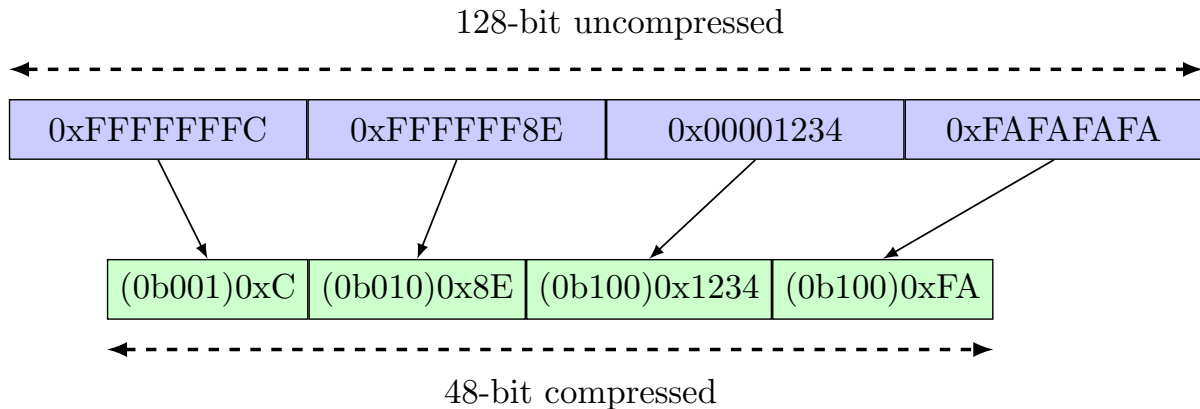 128-bit uncompressed
0xFFFFFFFC 0xFFFFFF8E 0x00001234 0xFAFAFAFA
(0b001)0xC (0b010)0x8E (0b100)0x1234 (0b100)0xFA
48-bit compressed